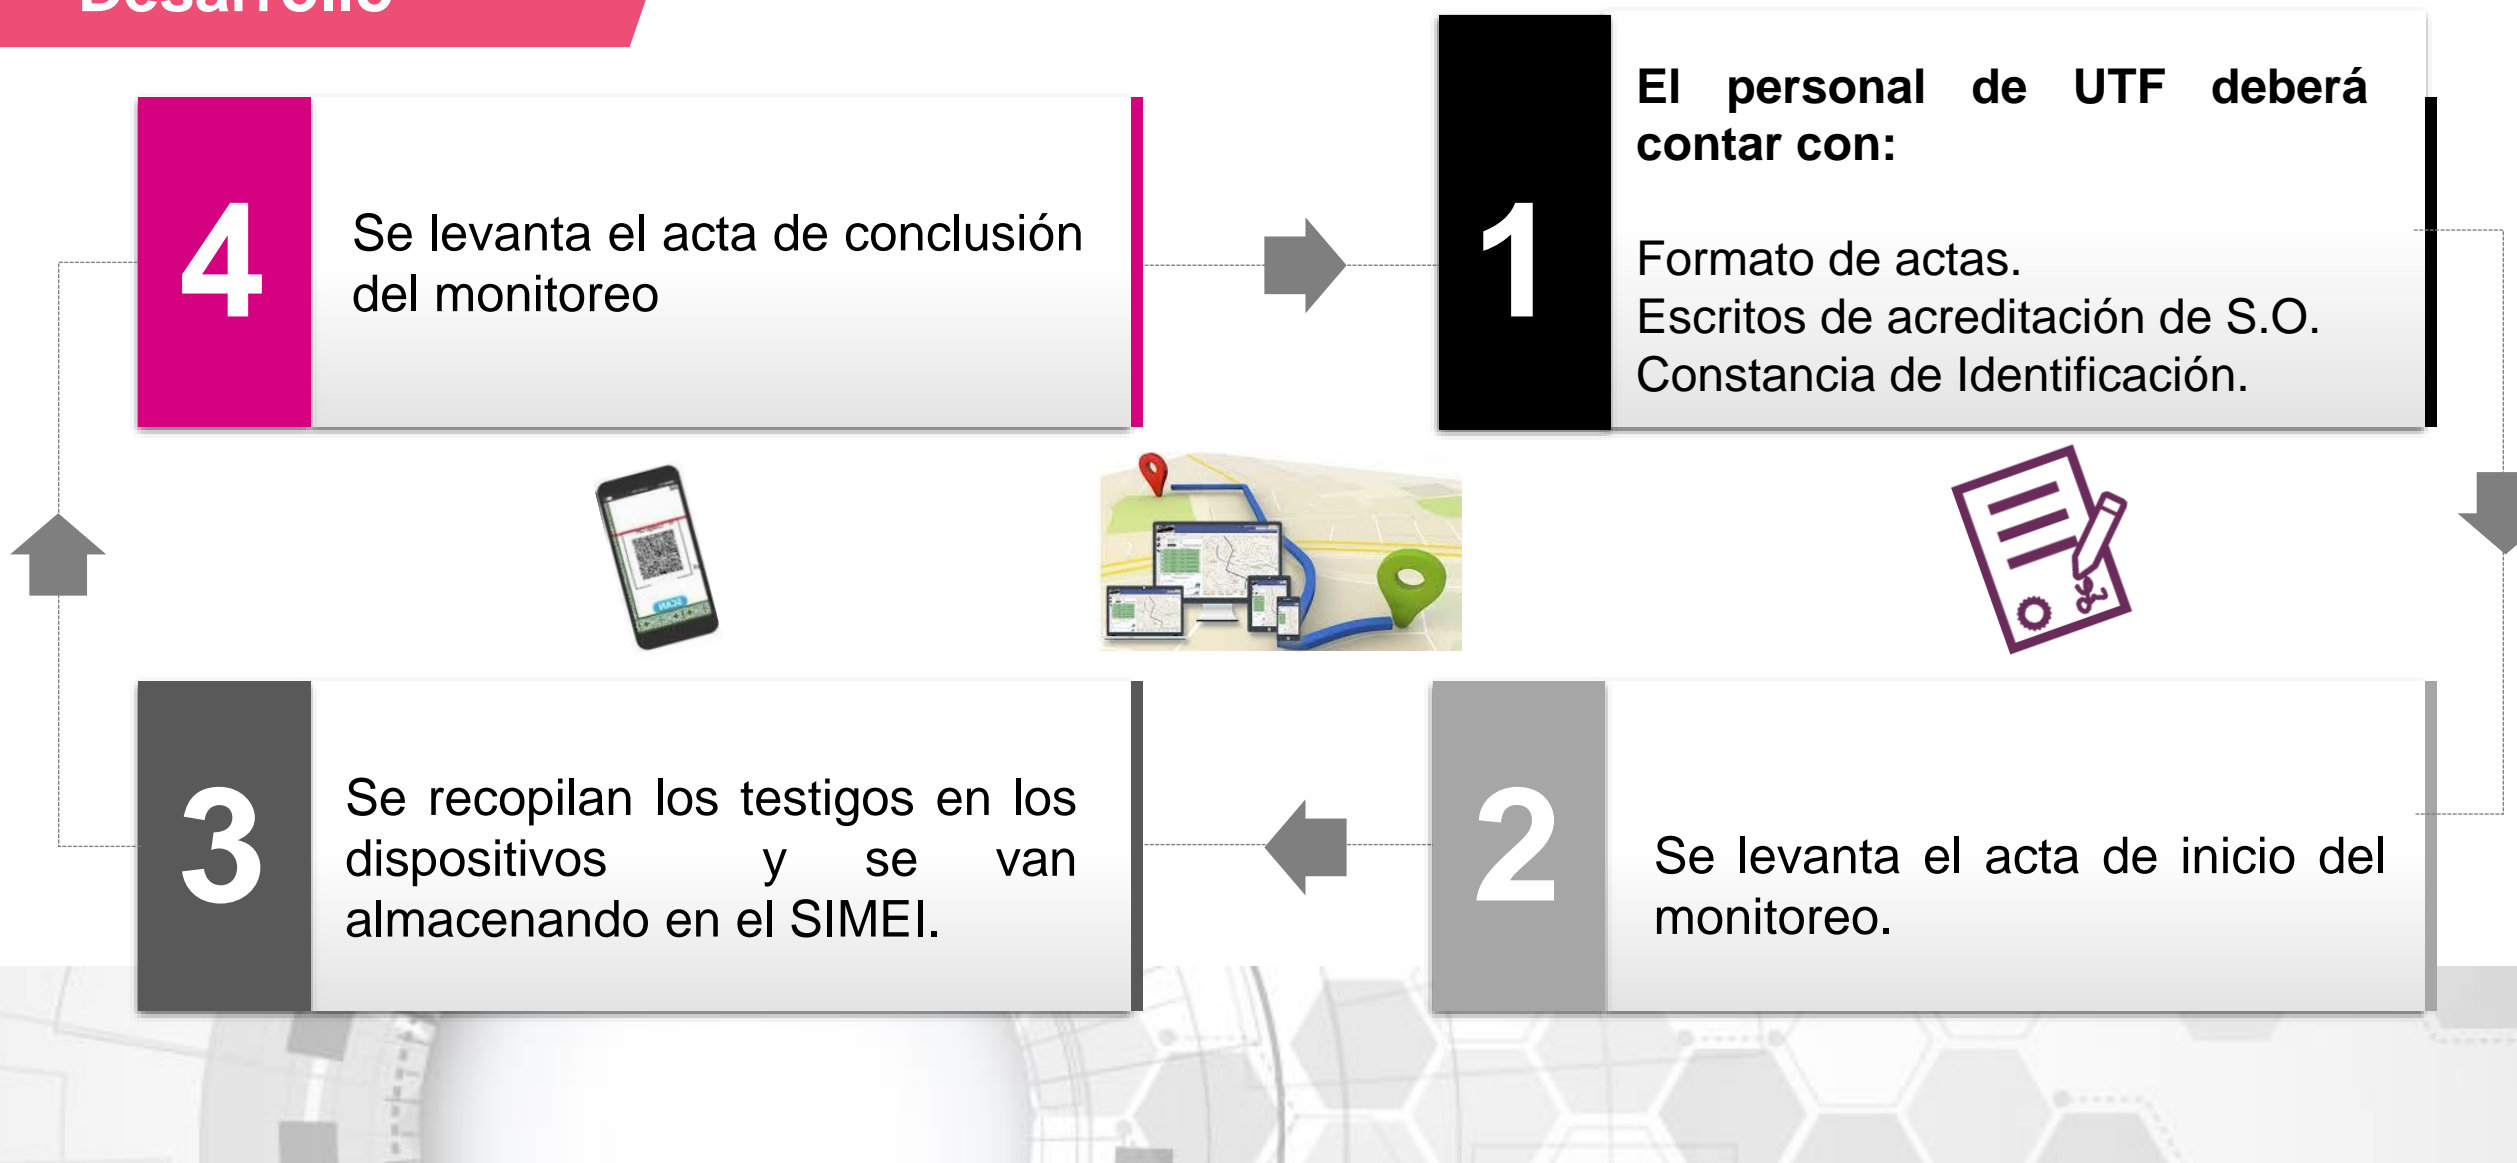 Desarrollo
4
Se levanta el acta de conclusión
del monitoreo
1
El personal de UTF deberá
contar con:
Formato de actas.
Escritos de acreditación de S.O.
Constancia de Identificación.
3
Se recopilan los testigos en los
dispositivos y se van
almacenando en el SIMEI.
2
Se levanta el acta de inicio del
monitoreo.